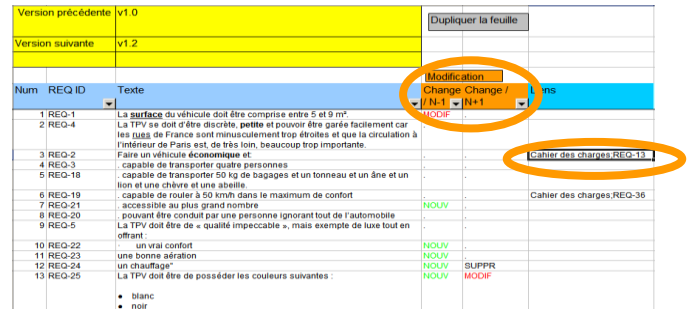 Version précédente v1.0
Dupliquer la feuille
Version suivante v1.2
Modification
Num REQ ID Texte Change / N-1 Change / N+1 Liens
1 REQ-1 La surface du véhicule doit être comprise entre 5 et 9 m². MODIF .
2 REQ-4 La TPV se doit d'être discrète, petite et pouvoir être garée facilement car . .
les rues de France sont minusculement trop étroites et que la circulation à
l'intérieur de Paris est, de très loin, beaucoup trop importante.
3 REQ-2 Faire un véhicule économique et: . . Cahier des charges;REQ-13
4 REQ-3 . capable de transporter quatre personnes . .
5 REQ-18 . capable de transporter 50 kg de bagages et un tonneau et un âne et un . .
lion et une chèvre et une abeille.
6 REQ-19 . capable de rouler à 50 km/h dans le maximum de confort . . Cahier des charges;REQ-36
7 REQ-21 . accessible au plus grand nombre NOUV .
8 REQ-20 . pouvant être conduit par une personne ignorant tout de l'automobile . .
9 REQ-5 La TPV doit être de « qualité impeccable », mais exemple de luxe tout en . .
offrant :
10 REQ-22 · un vrai confort NOUV .
11 REQ-23 une bonne aération NOUV .
12 REQ-24 un chauffage" NOUV SUPPR
13 REQ-25 La TPV doit être de posséder les couleurs suivantes : NOUV MODIF
• blanc
• noir